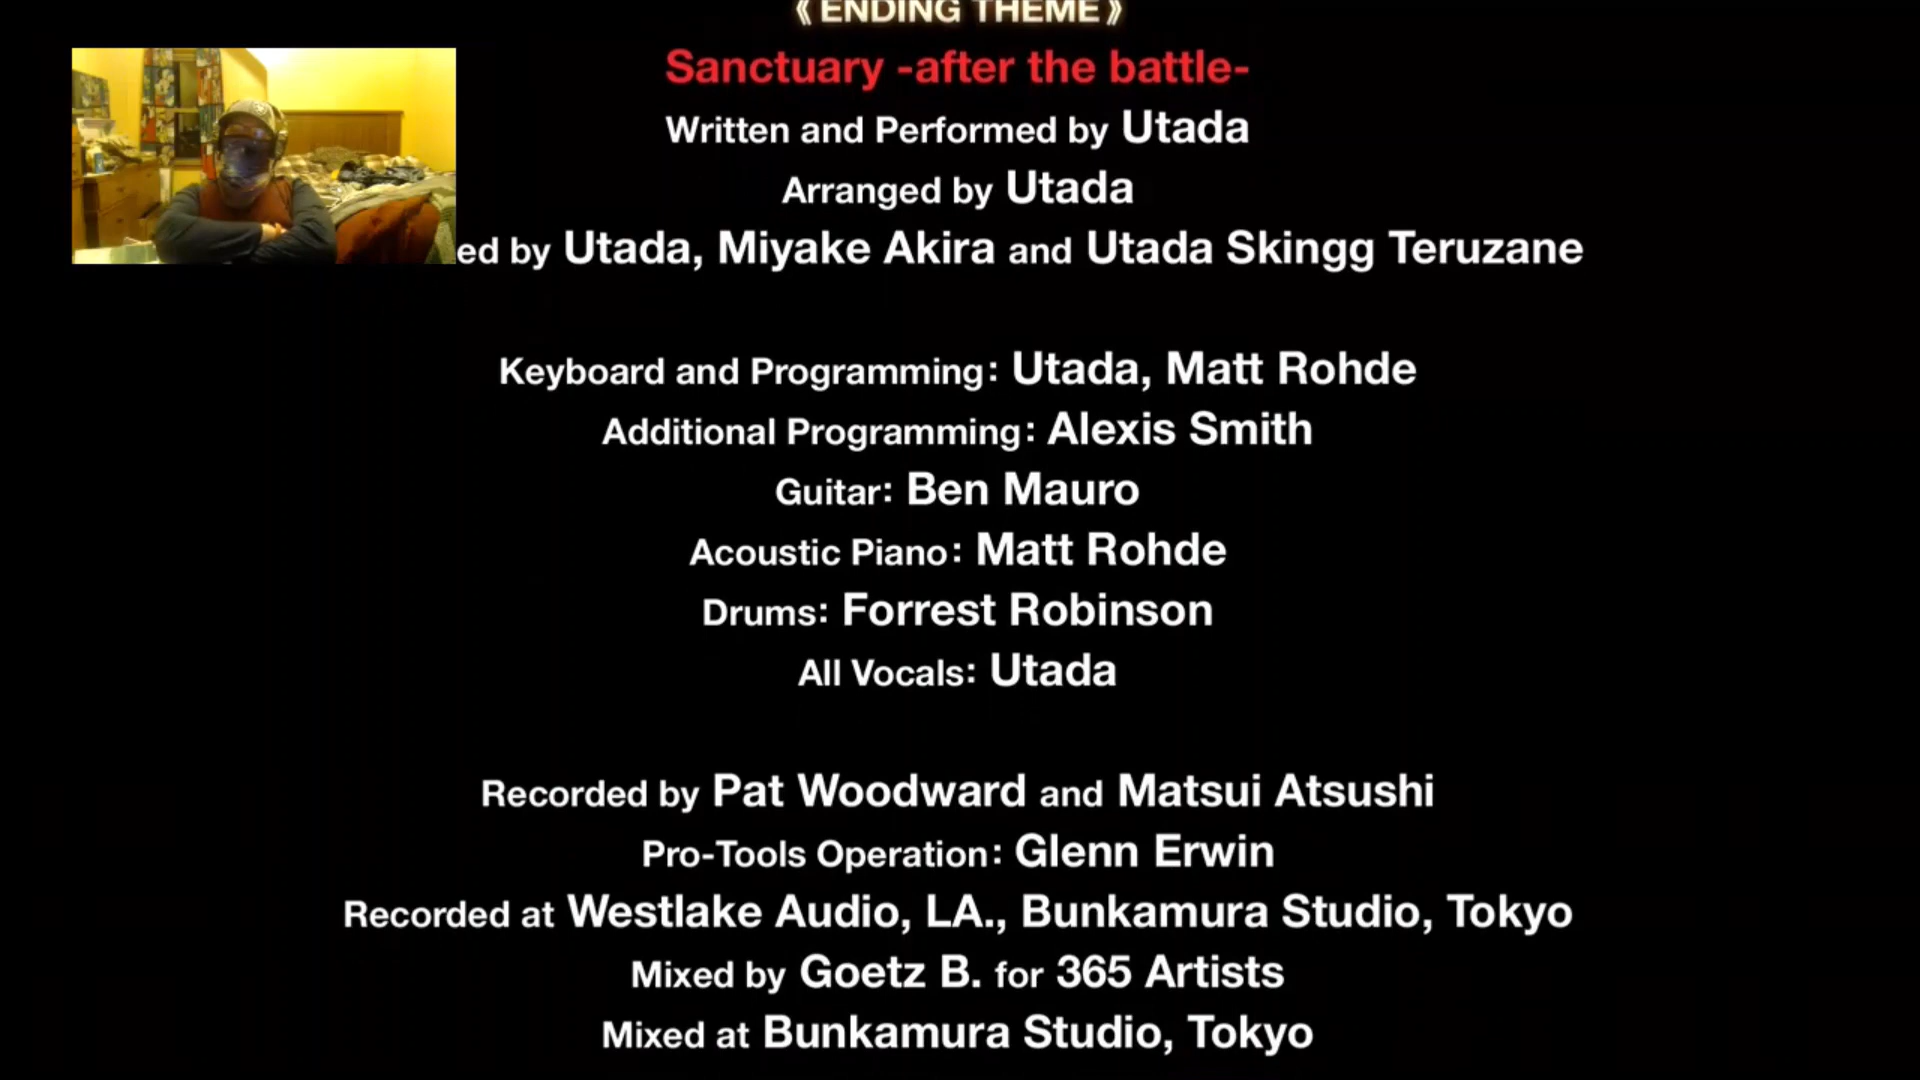 《ENDING THEME》
Sanctuary -after the battle-
Written and Performed by Utada
Arranged by Utada
ed by Utada, Miyake Akira and Utada Skingg Teruzane
Keyboard and Programming: Utada, Matt Rohde
Additional Programming: Alexis Smith
Guitar: Ben Mauro
Acoustic Piano: Matt Rohde
Drums: Forrest Robinson
All Vocals: Utada
Recorded by Pat Woodward and Matsui Atsushi
Pro-Tools Operation: Glenn Erwin
Recorded at Westlake Audio, LA., Bunkamura Studio, Tokyo
Mixed by Goetz B. for 365 Artists
Mixed at Bunkamura Studio, Tokyo